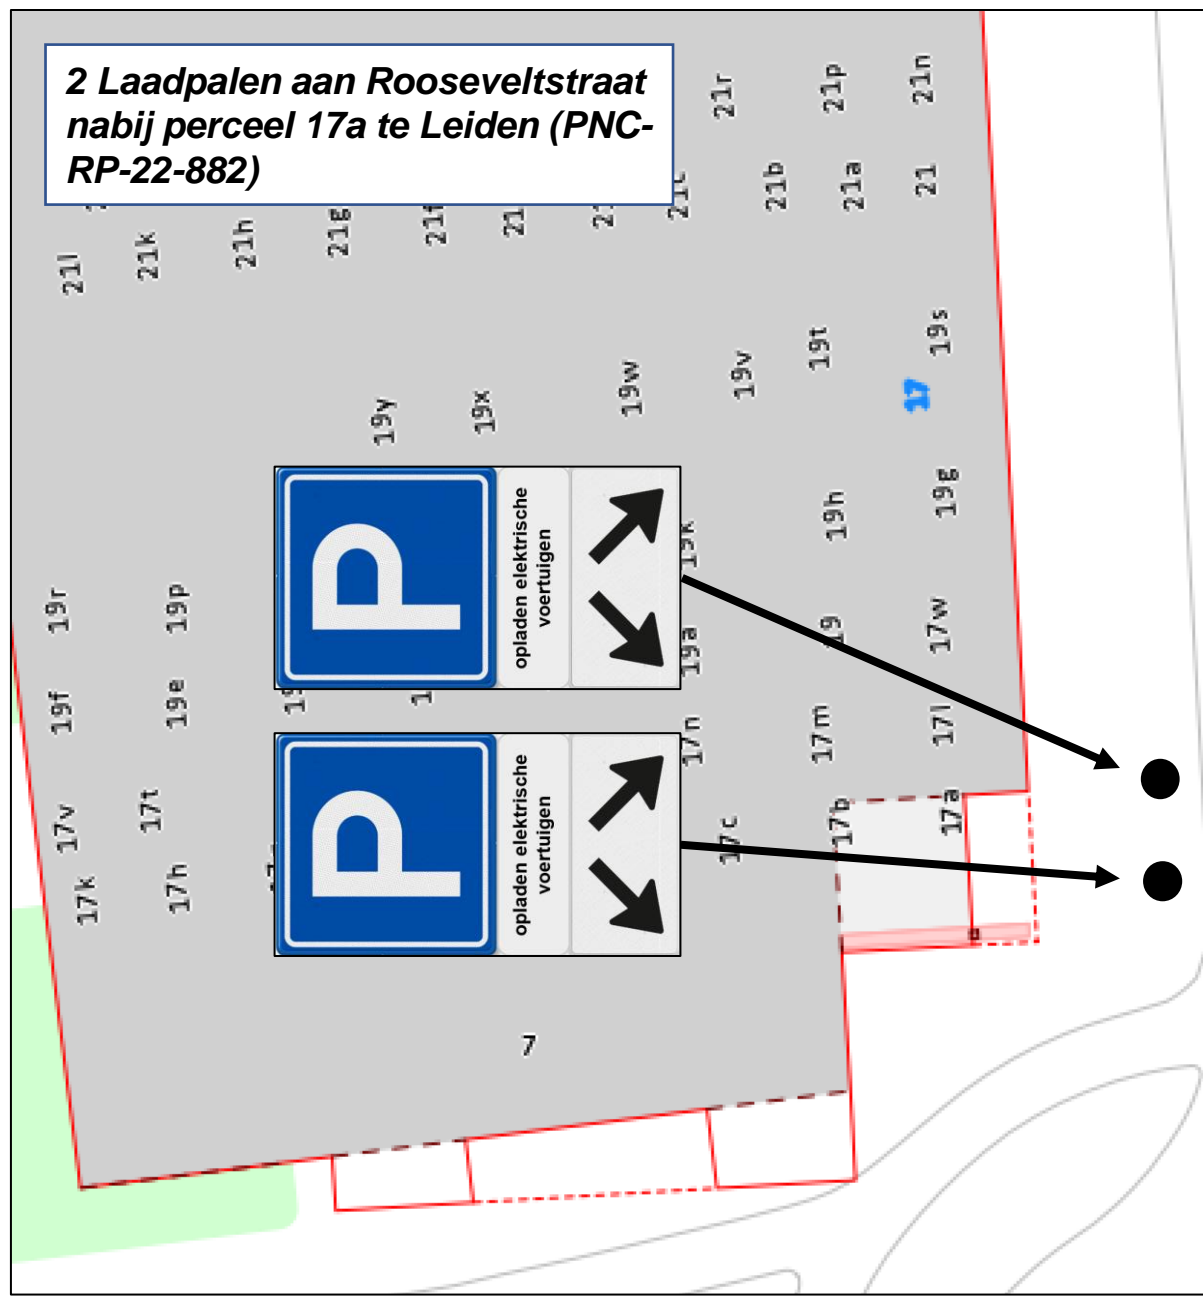 2 Laadpalen aan Rooseveltstraat
nabij perceel 17a te Leiden (PNC-
RP-22-882)
21r
21p
21n
21b
21a
21
21l
21k
21h
21g
19s
19t
19v
19w
19x
19y
17
19g
19h
19k
19r
19p
19a
19
17w
19f
19e
17n
17m
17l
17v
17t
17c
17b
17a
17k
17h
7
P
opladen elektrische
voertuigen
P
opladen elektrische
voertuigen